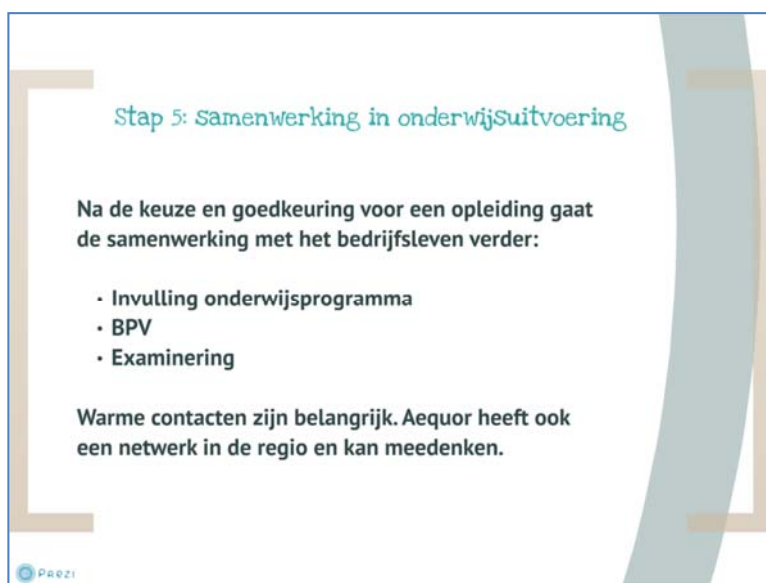 Stap 5: samenwerking in onderwijsuitvoering
Na de keuze en goedkeuring voor een opleiding gaat
de samenwerking met het bedrijfsleven verder:
• Invulling onderwijsprogramma
• BPV
• Examinering
Warme contacten zijn belangrijk. Aequor heeft ook
een netwerk in de regio en kan meedenken.
Prezi